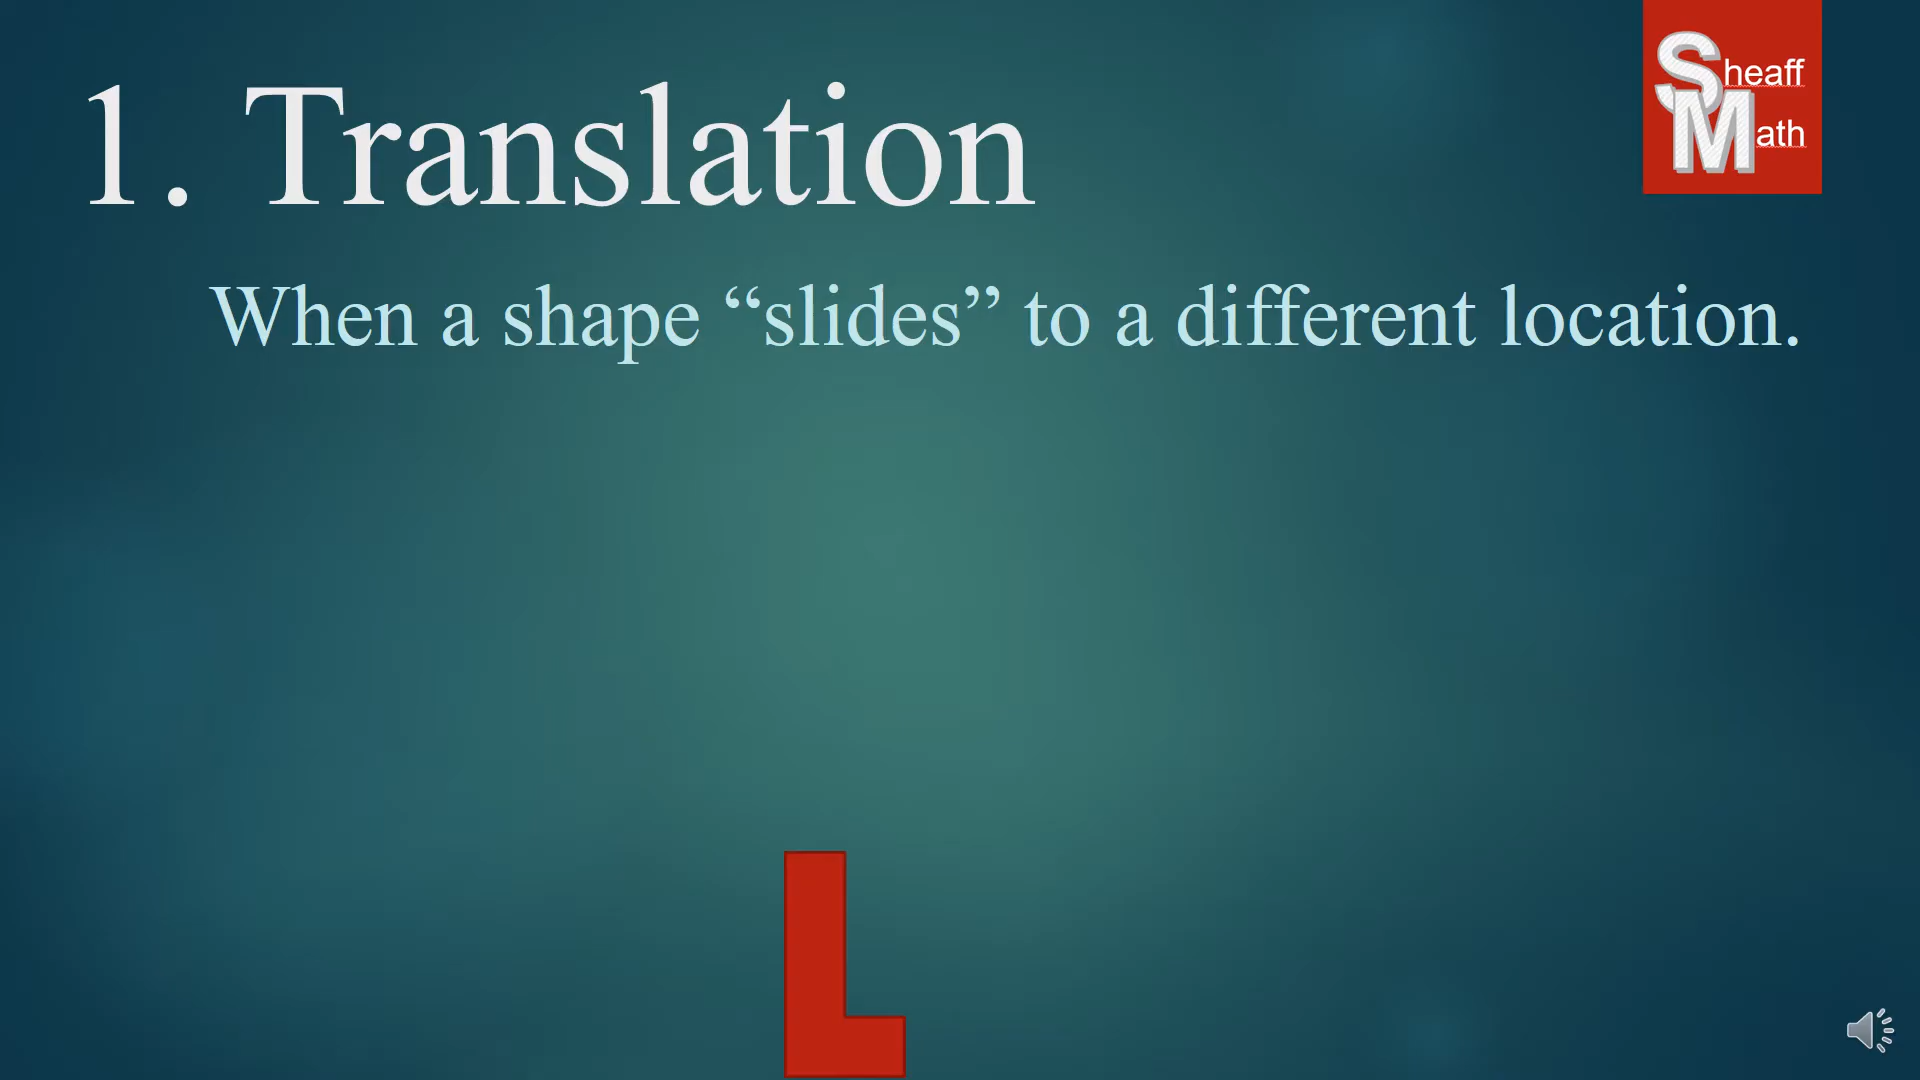 1. Translation
Sheaff
Math
When a shape “slides” to a different location.